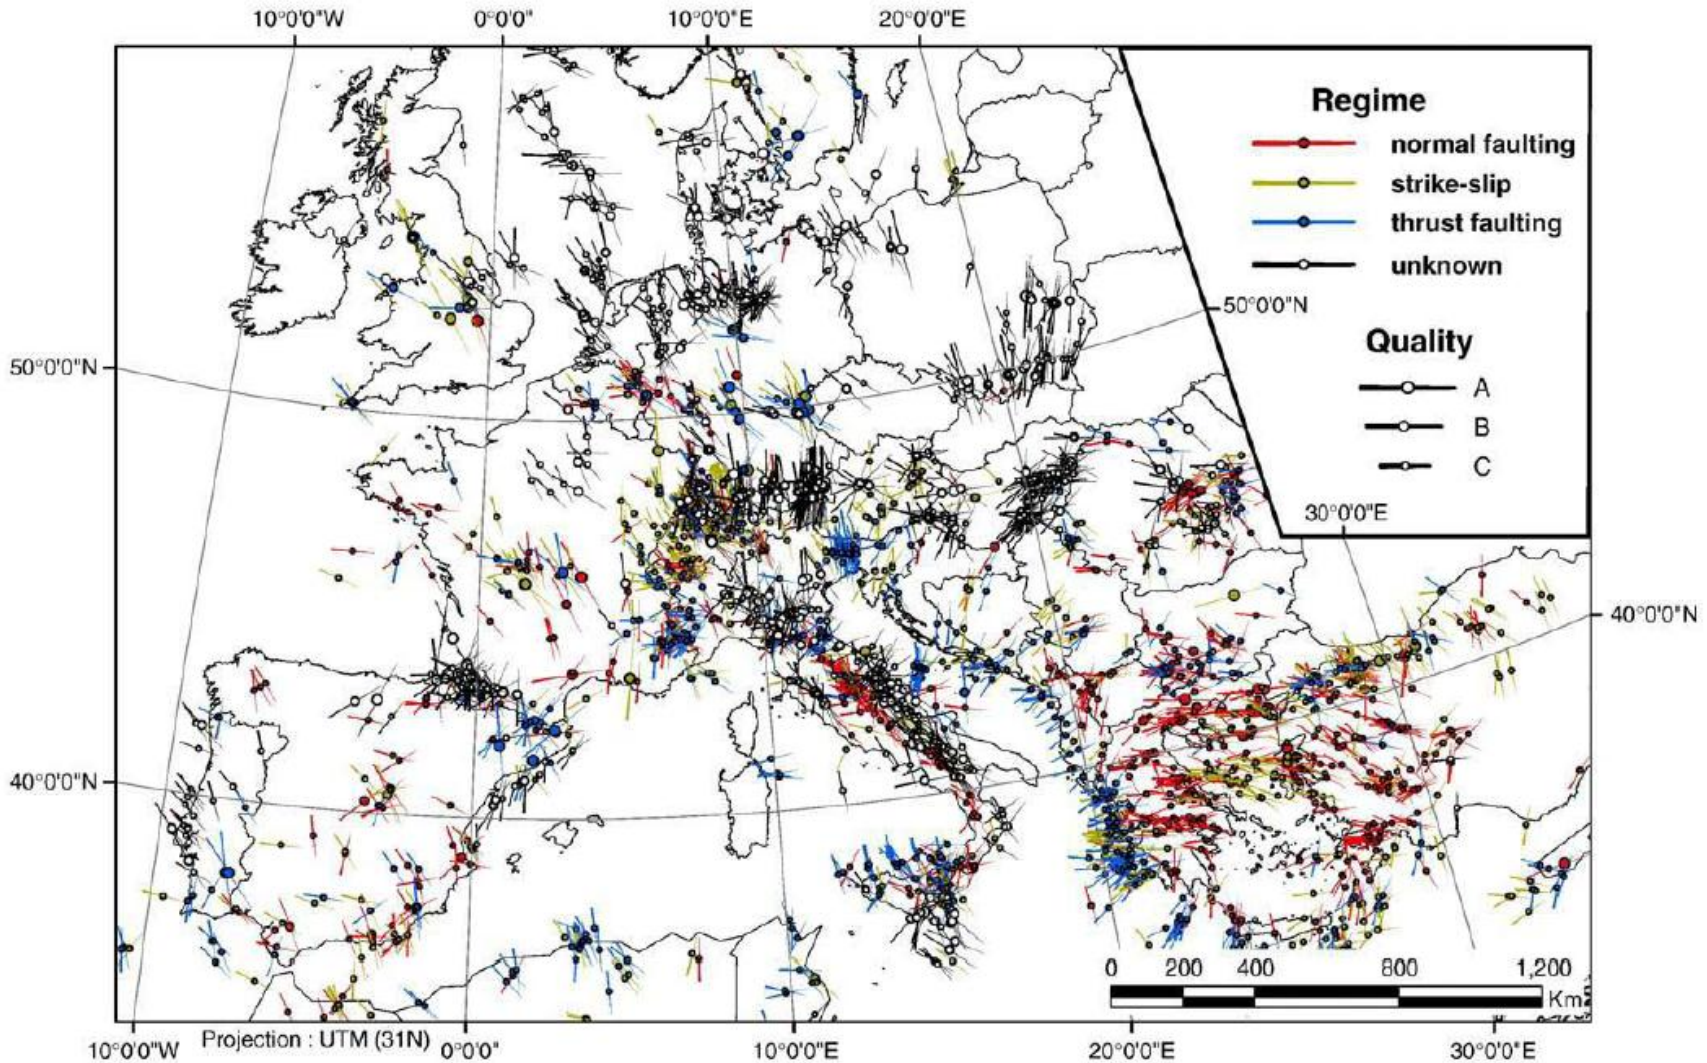 10°0'0"W 0°0'0" 10°0'0"E 20°0'0"E
Regime
normal faulting
strike-slip
thrust faulting
unknown
50°0'0"N
Quality
A
B
C
30°0'0"E
50°0'0"N
40°0'0"N
40°0'0"N
0 200 400 800 1,200
Km
Projection : UTM (31N)
10°0'0"W 0°0'0" 10°0'0"E 20°0'0"E 30°0'0"E